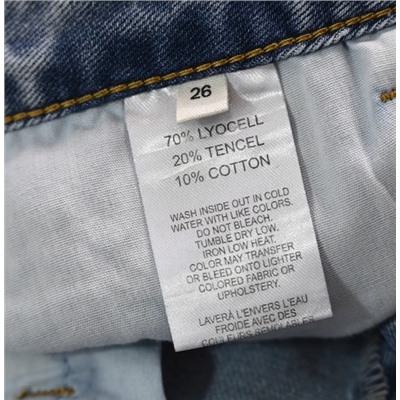 26
70% LYOCELL
20% TENCEL
10% COTTON
WASH INSIDE OUT IN COLD
WATER WITH LIKE COLORS.
DO NOT BLEACH.
TUMBLE DRY LOW.
IRON LOW HEAT.
COLOR MAY TRANSFER
OR BLEED ONTO LIGHTER
COLORED FABRIC OR
UPHOLSTERY.
LAVERÀ L'ENVERS L'EAU
FROIDE AVEC DES
COULEURS